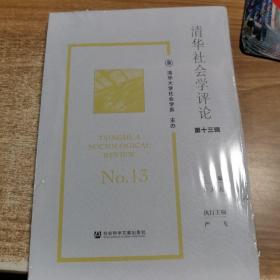 清华社会学评论
第十三辑
清华大学社会学系 主办
TSINGHUA
SOCIOLOGICAL
REVIEW
No.13
执行主编
严 飞
社会科学文献出版社